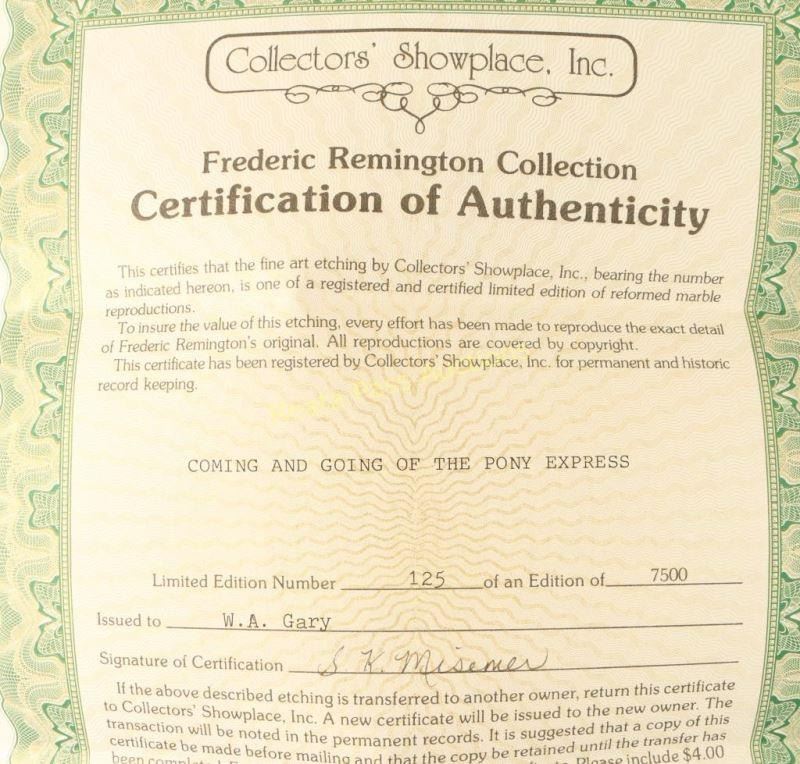 Collectors' Showplace, Inc.
Frederic Remington Collection
Certification of Authenticity
This certifies that the fine art etching by Collectors' Showplace, Inc., bearing the number
as indicated hereon, is one of a registered and certified limited edition of reformed marble
reproductions.
To insure the value of this etching, every effort has been made to reproduce the exact detail
of Frederic Remington's original. All reproductions are covered by copyright.
This certificate has been registered by Collectors' Showplace, Inc. for permanent and historic
record keeping.
COMING AND GOING OF THE PONY EXPRESS
Limited Edition Number 125 of an Edition of 7500
Issued to W.A. Gary
Signature of Certification S K. Misemer
If the above described etching is transferred to another owner, return this certificate
to Collectors' Showplace, Inc. A new certificate will be issued to the new owner. The
transaction will be noted in the permanent records. It is suggested that a copy of this
certificate be made before mailing and that the copy be retained until the transfer has
Please include $4.00